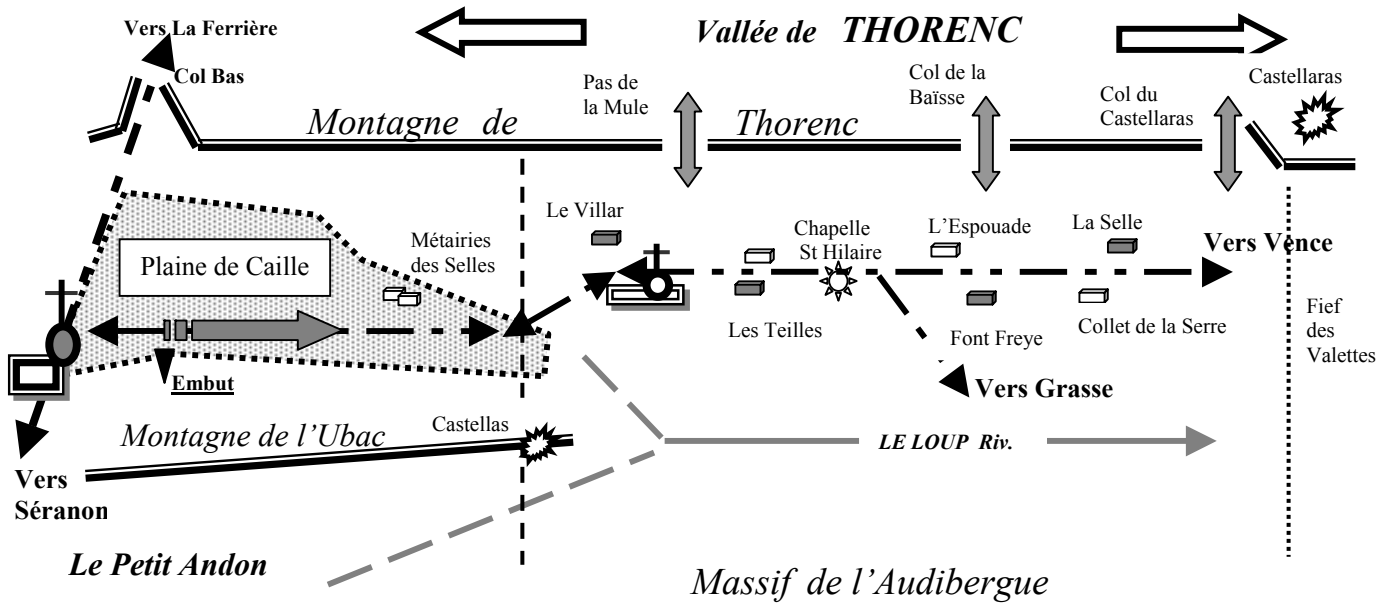 Vers La Ferrière
Col Bas
Vallée de THORENC
Pas de
la Mule
Col de la
Baïsse
Col du
Castellaras
Castellaras
Montagne de Thorenc
Le Villar
Métairies
des Selles
Plaine de Caille
Chapelle
St Hilaire
L'Espouade
La Selle
Vers Vence
Les Teilles
Font Freye
Collet de la Serre
Fief
des
Valettes
Embut
Vers Grasse
Montagne de l'Ubac
Castellas
LE LOUP Riv.
Vers
Séranon
Le Petit Andon
Massif de l'Audibergue